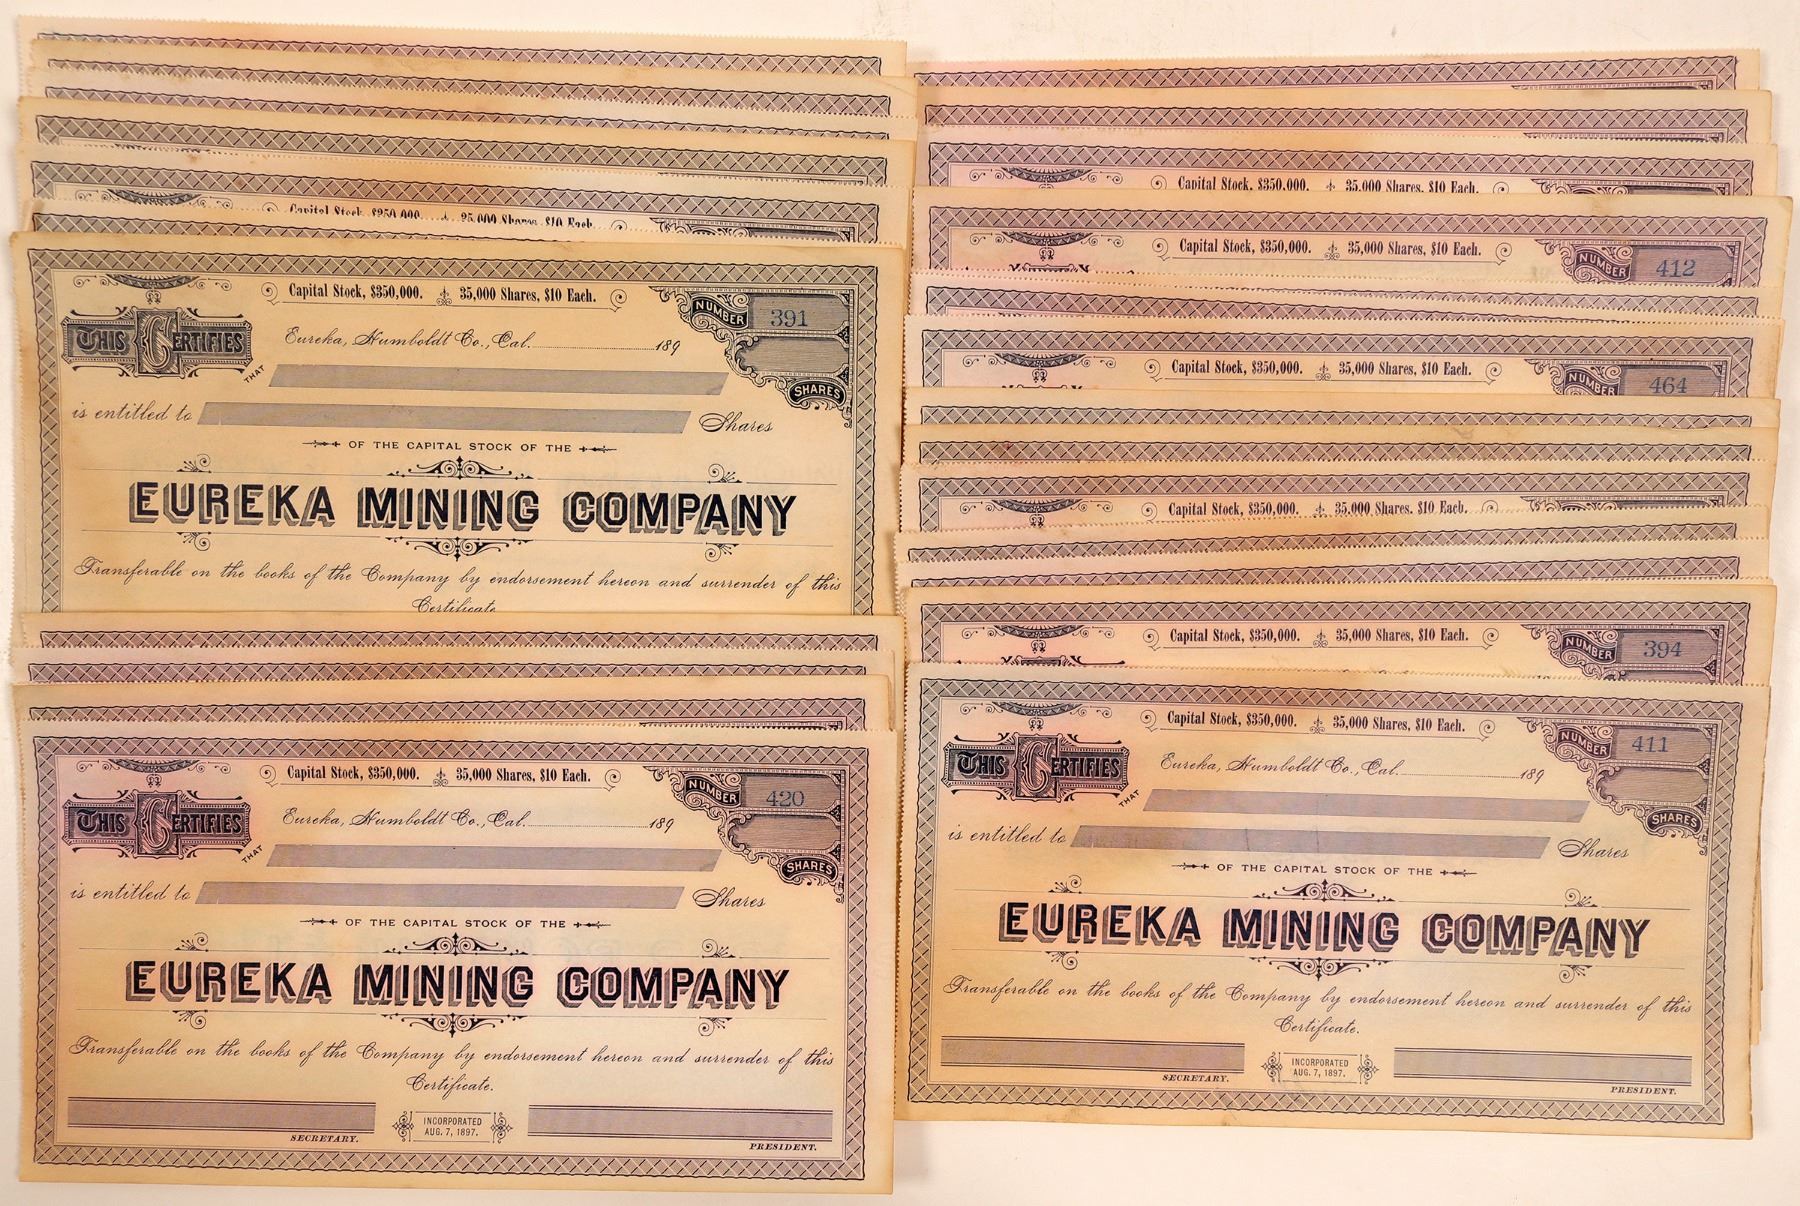 Capital Stock, $350,000. 35,000 Shares, $10 Each.
Capital Stock, $350,000. 35,000 Shares, $10 Each.
NUMBER 391
Eureka, Humboldt Co., Cal. 189
THIS CERTIFIES
THAT
SHARES
is entitled to Shares
OF THE CAPITAL STOCK OF THE
EUREKA MINING COMPANY
Transferable on the books of the Company by endorsement hereon and surrender of this
Certificate
Capital Stock, $350,000. 35,000 Shares, $10 Each.
NUMBER 420
Eureka, Humboldt Co., Cal. 189
THIS CERTIFIES
THAT
SHARES
is entitled to Shares
OF THE CAPITAL STOCK OF THE
EUREKA MINING COMPANY
Transferable on the books of the Company by endorsement hereon and surrender of this
Certificate.
INCORPORATED
AUG. 7, 1897.
SECRETARY.
PRESIDENT.
Capital Stock, $350,000. 35,000 Shares, $10 Each.
Capital Stock, $350,000. 35,000 Shares, $10 Each.
NUMBER 412
Capital Stock, $350,000. 35,000 Shares, $10 Each.
NUMBER 464
Capital Stock, $350,000. 35,000 Shares, $10 Each.
Capital Stock, $350,000. 35,000 Shares, $10 Each.
NUMBER 394
Capital Stock, $350,000. 35,000 Shares, $10 Each.
NUMBER 411
Eureka, Humboldt Co., Cal. 189
THIS CERTIFIES
THAT
SHARES
is entitled to Shares
OF THE CAPITAL STOCK OF THE
EUREKA MINING COMPANY
Transferable on the books of the Company by endorsement hereon and surrender of this
Certificate.
INCORPORATED
AUG. 7, 1897.
SECRETARY.
PRESIDENT.